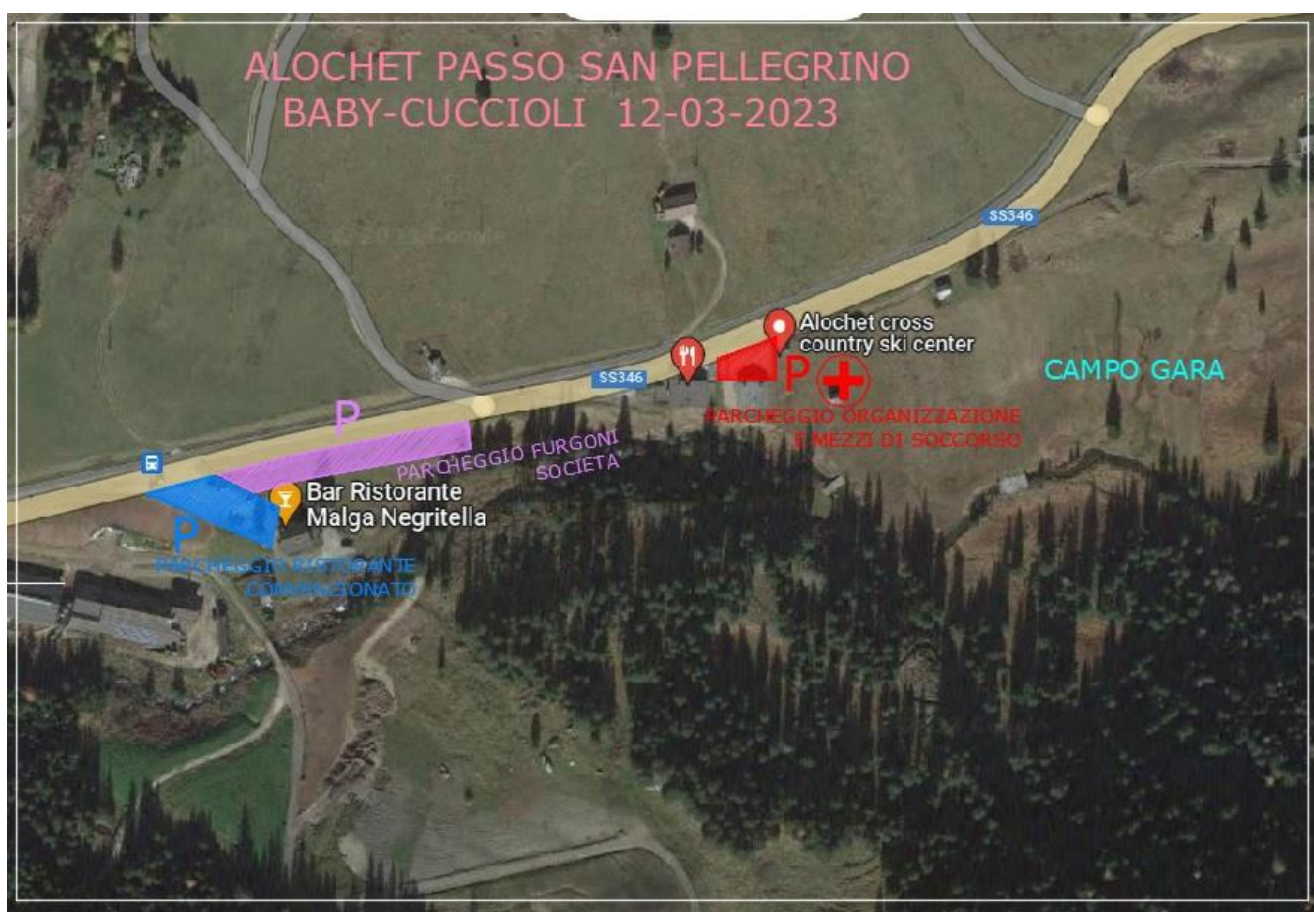 ALOCHET PASSO SAN PELLEGRINO
BABY-CUCCIOLI 12-03-2023
SS346
Alochet cross
country ski center
SS346
CAMPO GARA
P
PARCHEGGIO ORGANIZZAZIONE
E MEZZI DI SOCCORSO
P
PARCHEGGIO FURGONI
SOCIETA
Bar Ristorante
Malga Negritella
P
PARCHEGGIO RISTORANTE
CONVENZIONATO